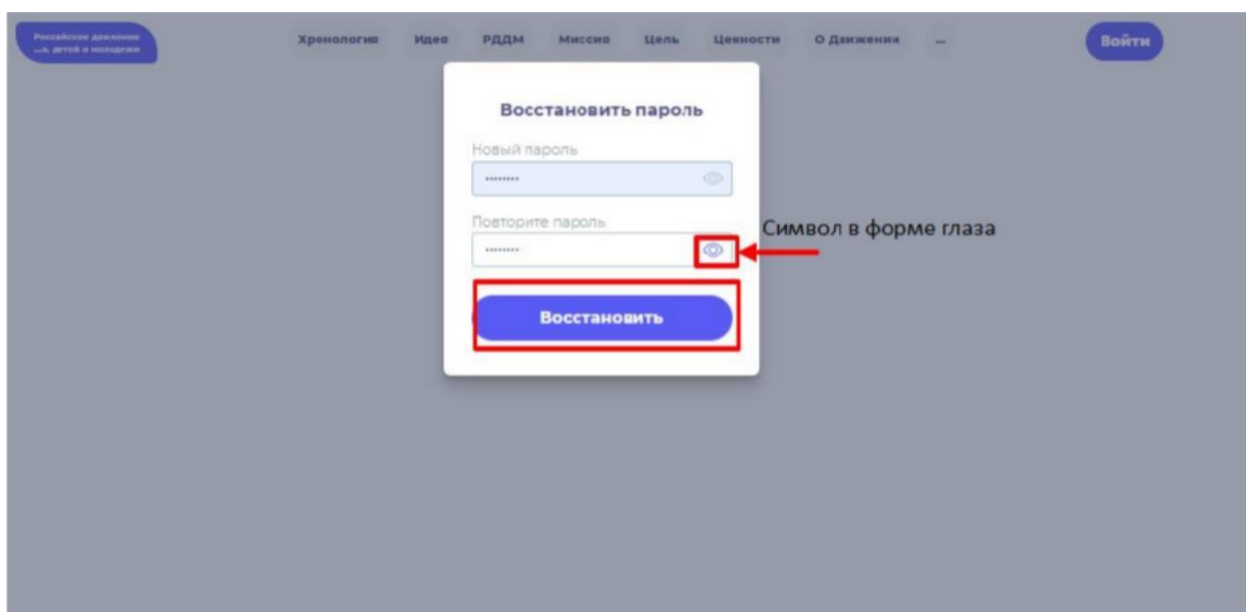 Российское движение
детей и молодежи
Хренология
Идея
РДДМ
Миссия
Цель
Ценности
О Движении
...
Войти
Восстановить пароль
Новый пароль
........
Повторите пароль
........
Символ в форме глаза
Восстановить